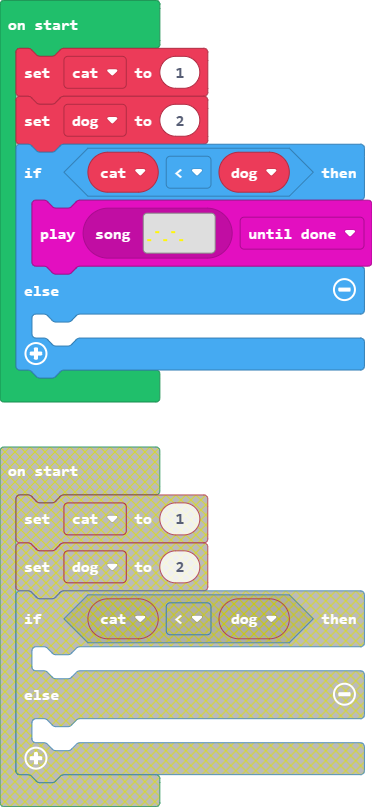 on start
set cat to 1
set dog to 2
if cat < dog then
play song until done
else
on start
set cat to 1
set dog to 2
if cat < dog then
else